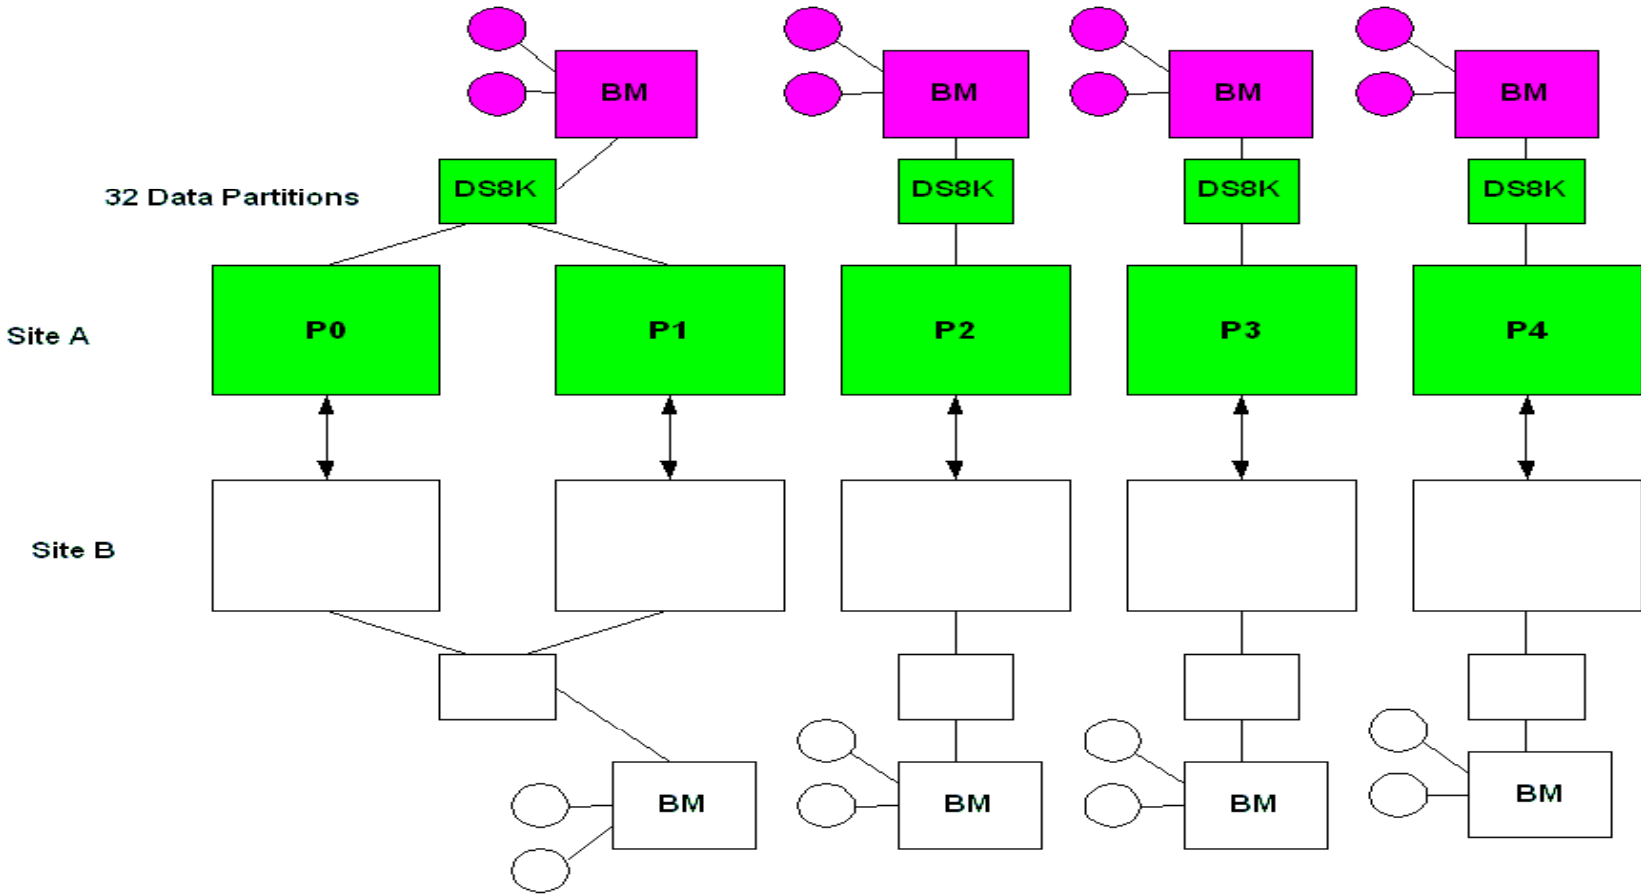 BM BM BM BM
32 Data Partitions DS8K DS8K DS8K DS8K
Site A P0 P1 P2 P3 P4
Site B
BM BM BM BM